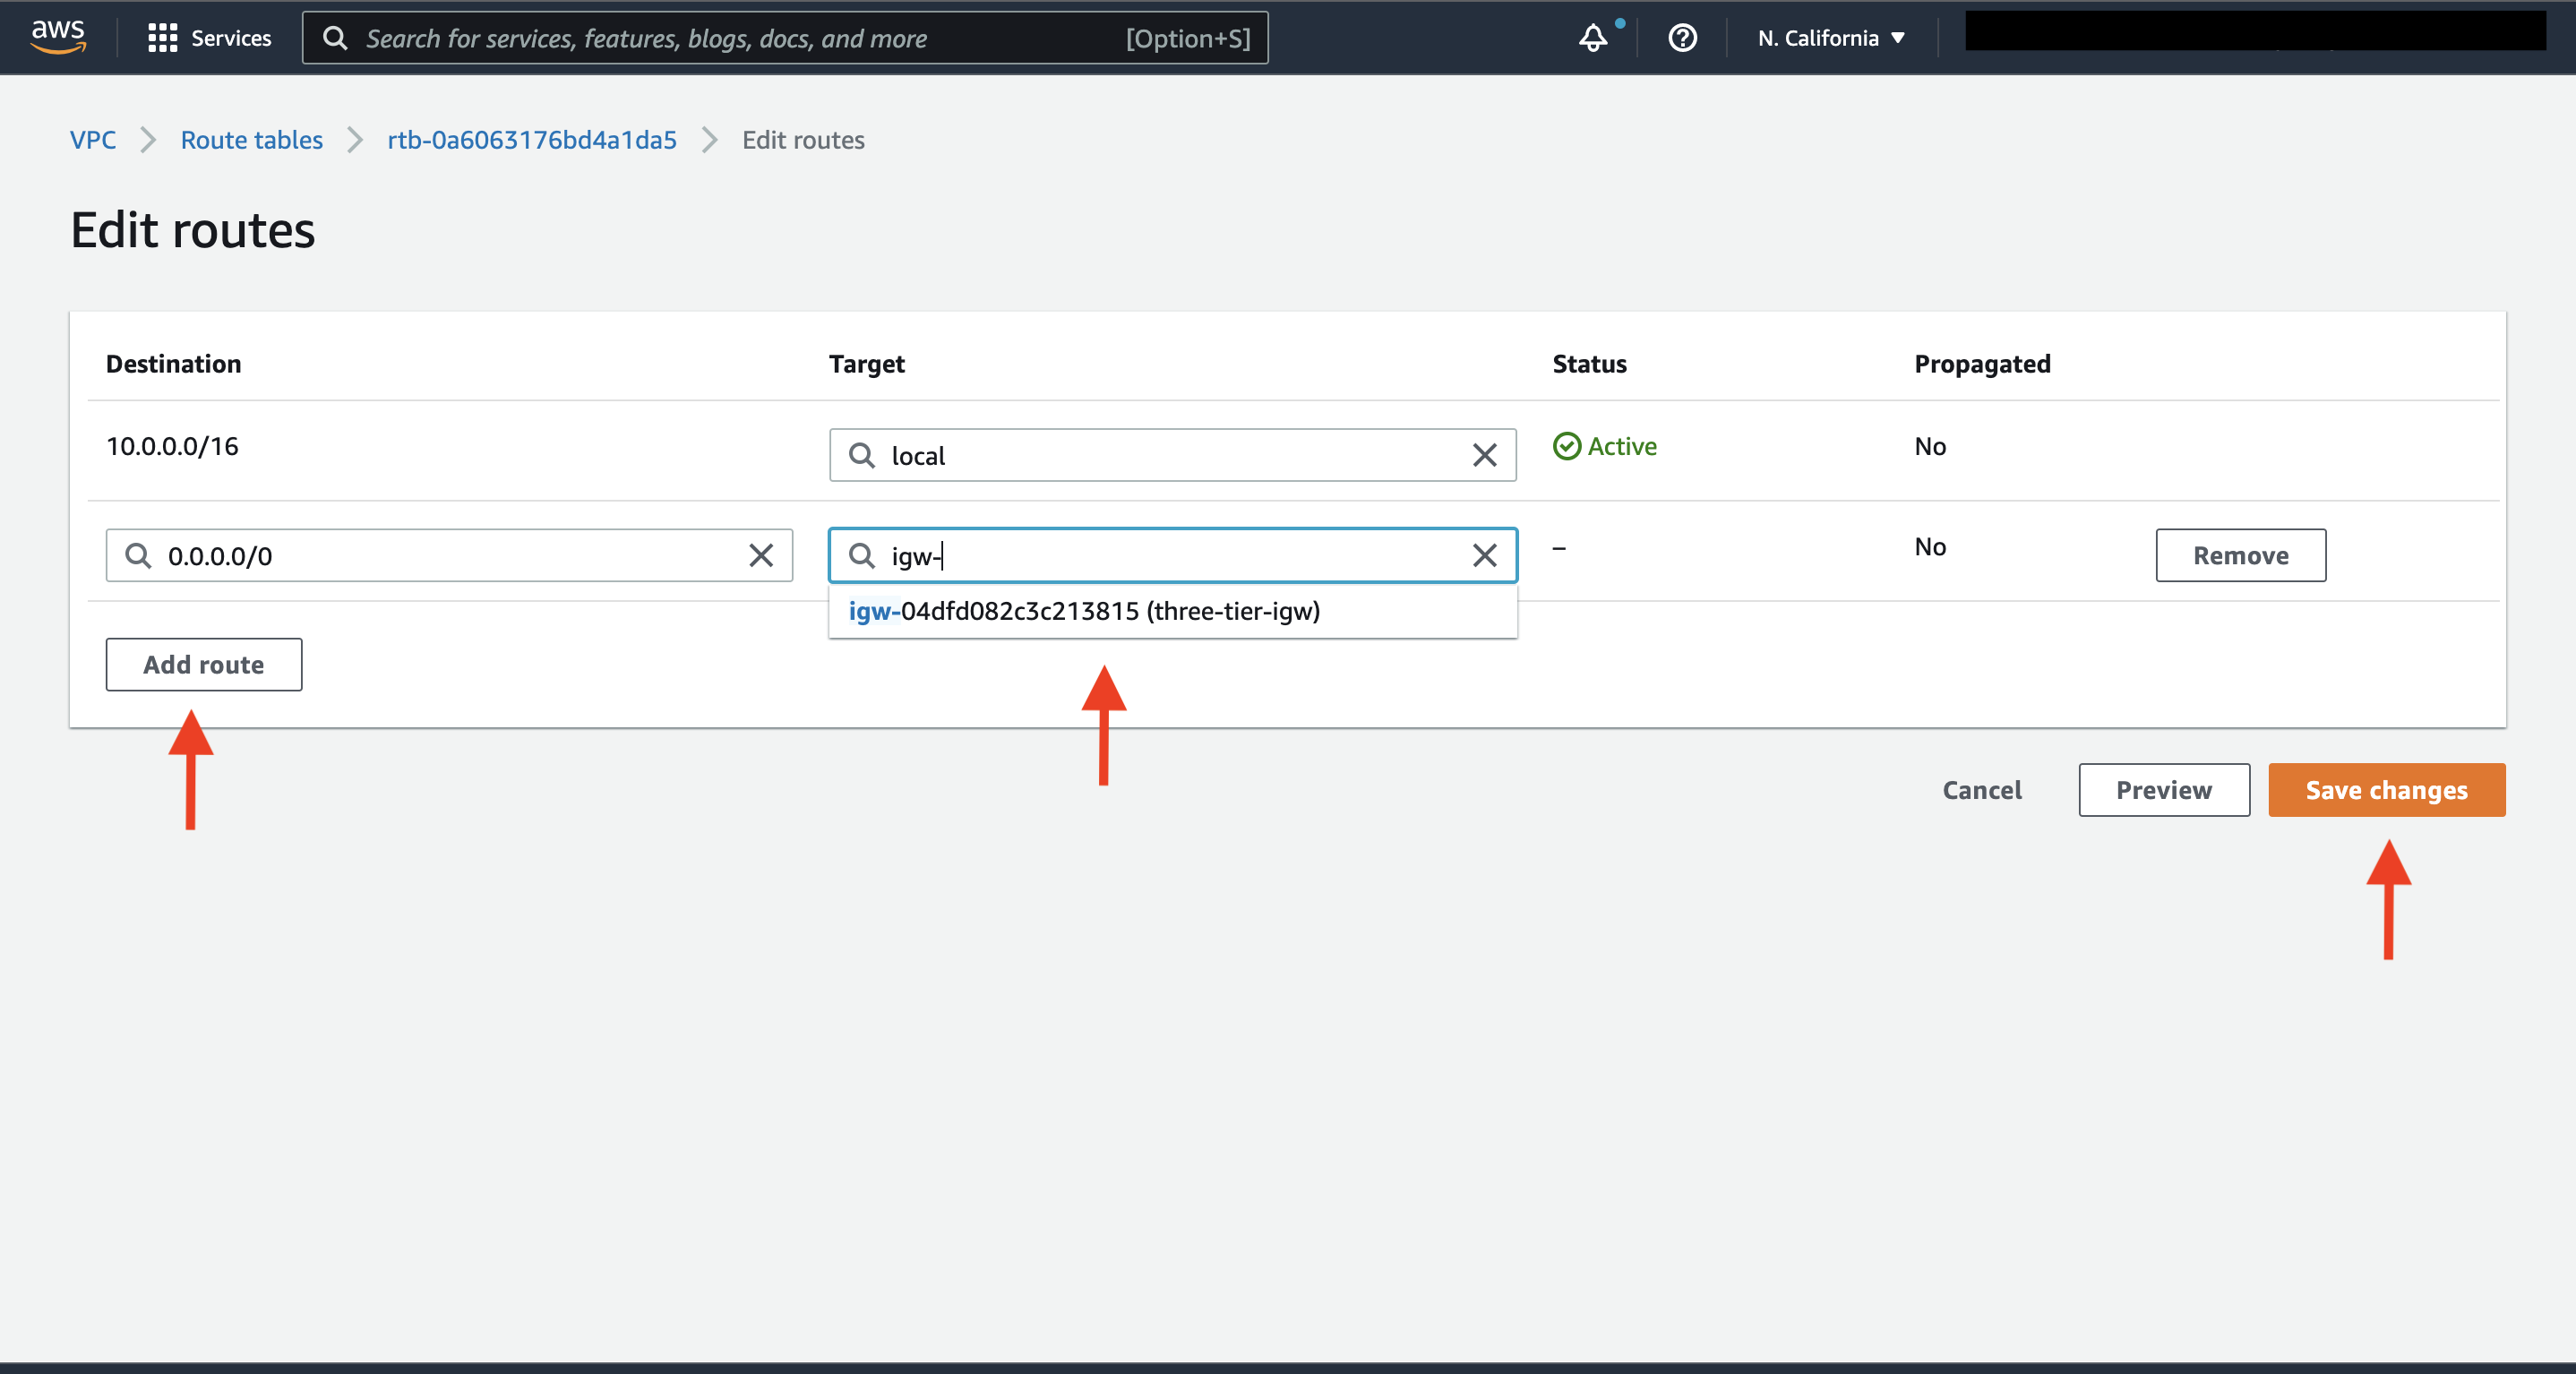 aws Services Search for services, features, blogs, docs, and more [Option+S] N. California
VPC Route tables rtb-0a6063176bd4a1da5 Edit routes
Edit routes
Destination Target Status Propagated
10.0.0.0/16 local Active No
0.0.0.0/0 igw- – No Remove
igw-04dfd082c3c213815 (three-tier-igw)
Add route
Cancel Preview Save changes